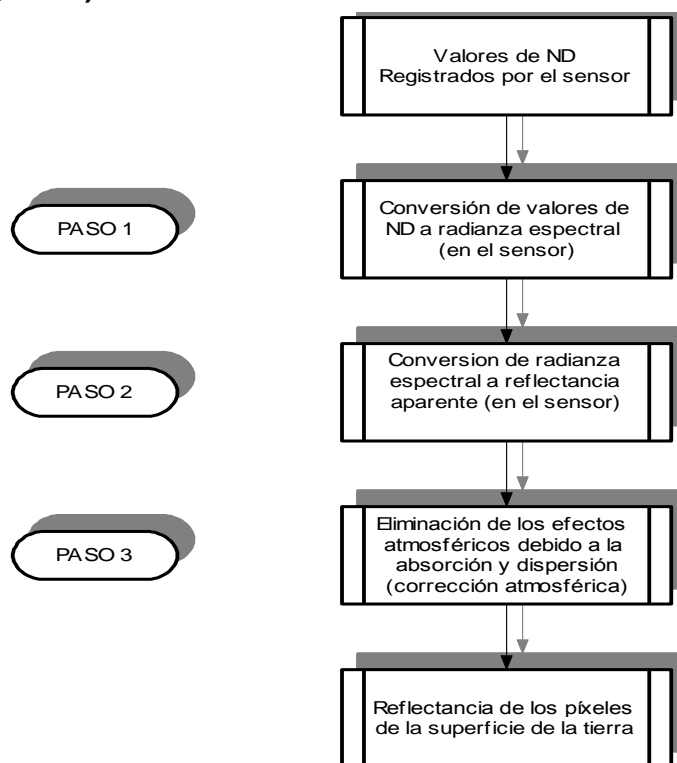 Valores de ND
Registrados por el sensor
PASO 1
Conversión de valores de
ND a radianza espectral
(en el sensor)
PASO 2
Conversion de radianza
espectral a reflectancia
aparente (en el sensor)
PASO 3
Eliminación de los efectos
atmosféricos debido a la
absorción y dispersión
(corrección atmosférica)
Reflectancia de los píxeles
de la superficie de la tierra